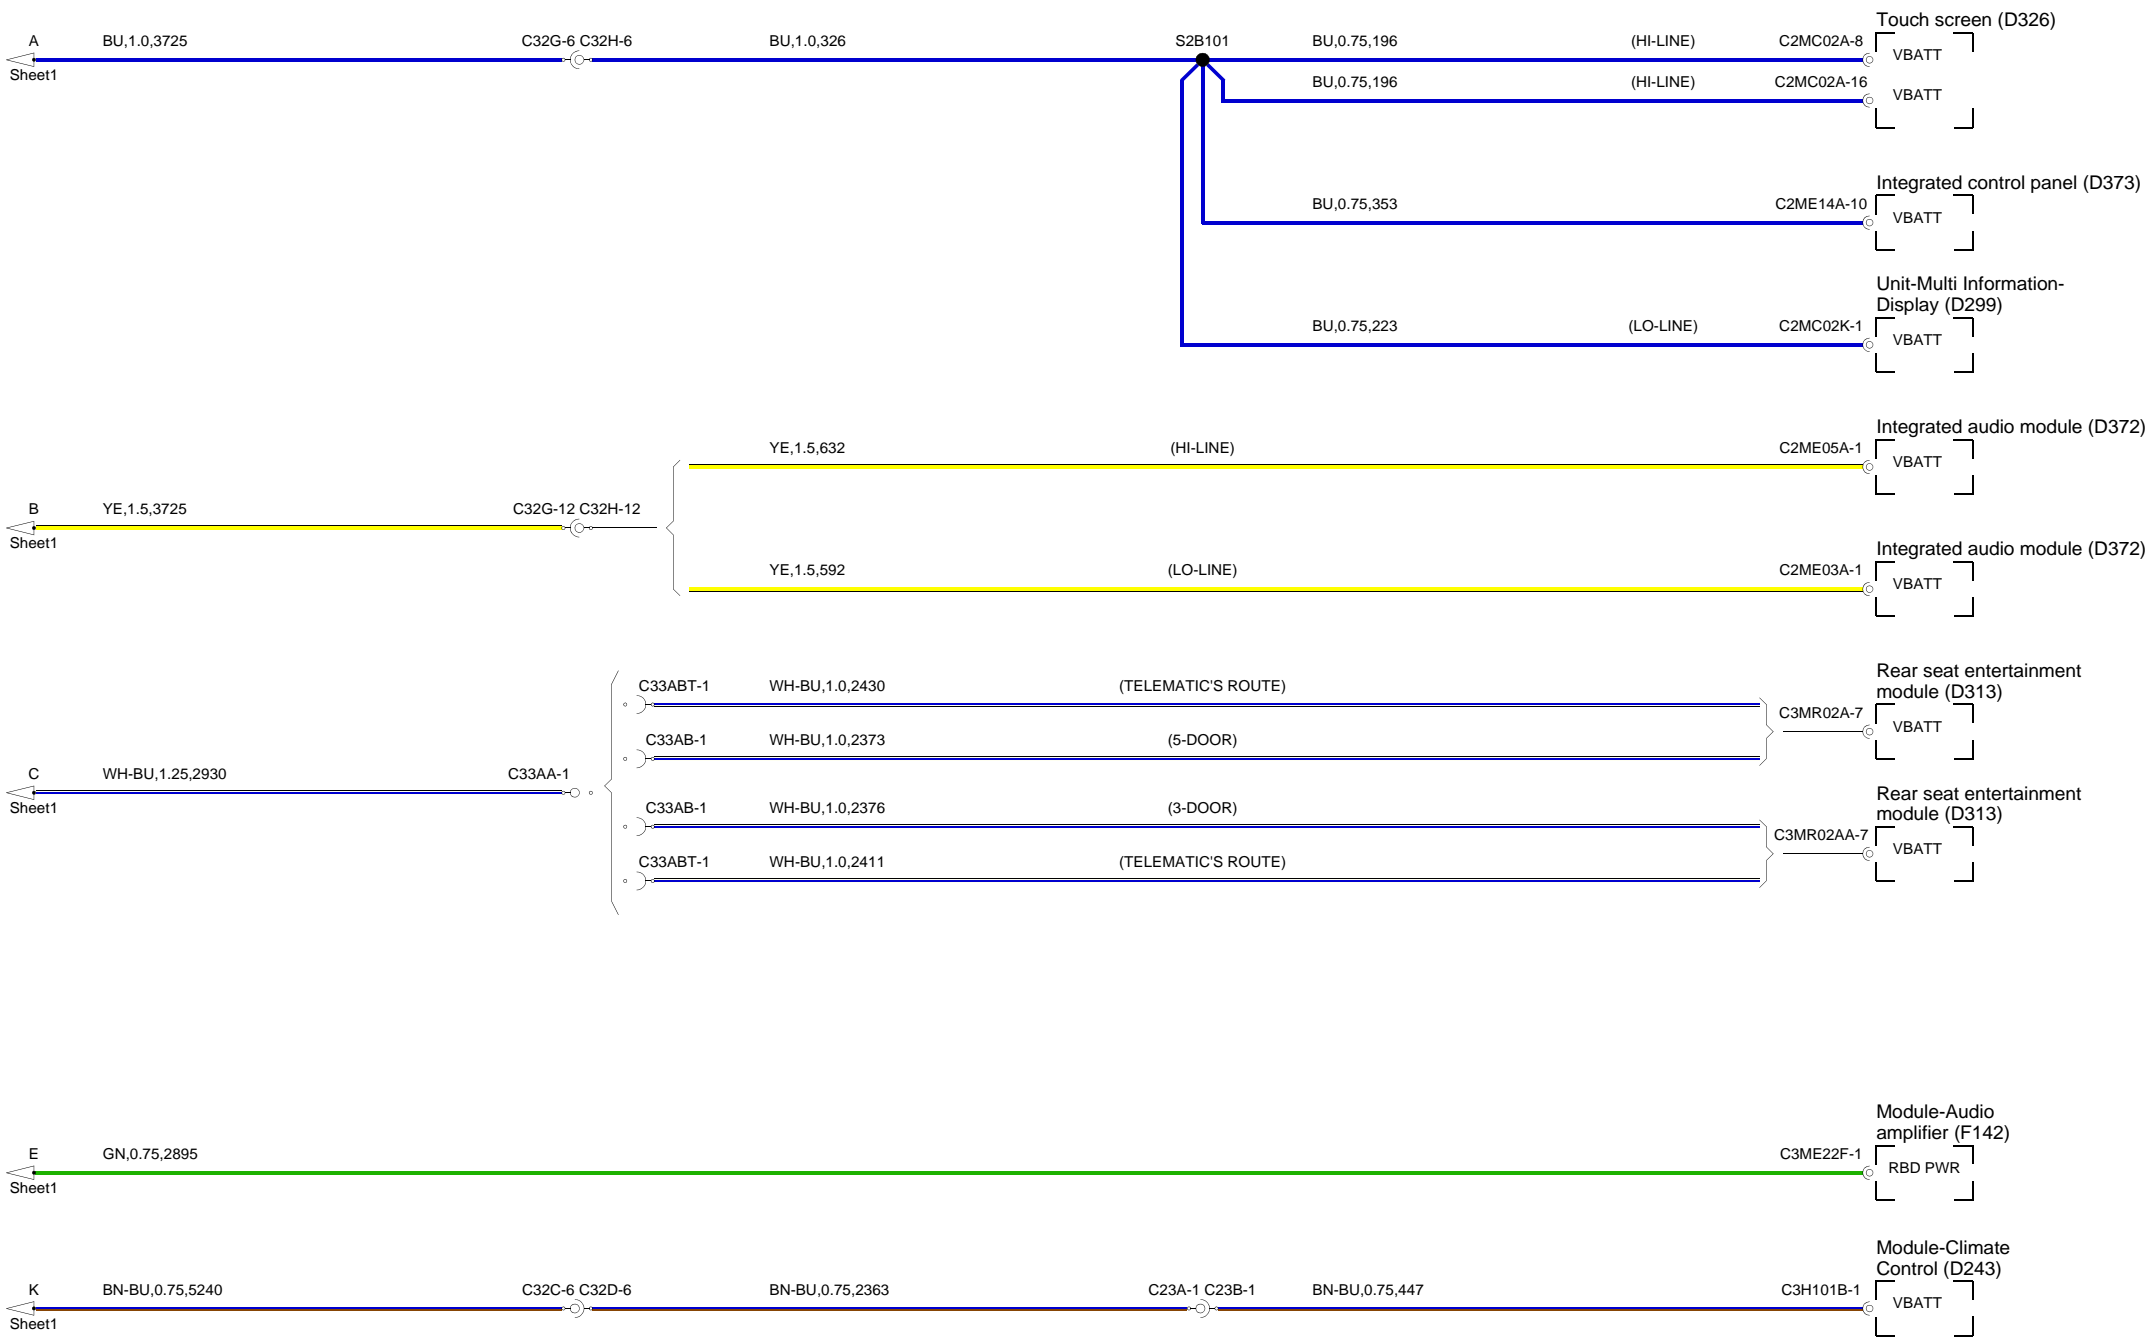 Touch screen (D326)
A BU,1.0,3725 C32G-6 C32H-6 BU,1.0,326 S2B101 BU,0.75,196 (HI-LINE) C2MC02A-8
VBATT
Sheet1
BU,0.75,196 (HI-LINE) C2MC02A-16
VBATT
Integrated control panel (D373)
BU,0.75,353 C2ME14A-10
VBATT
Unit-Multi Information-
Display (D299)
BU,0.75,223 (LO-LINE) C2MC02K-1
VBATT
Integrated audio module (D372)
YE,1.5,632 (HI-LINE) C2ME05A-1
VBATT
B YE,1.5,3725 C32G-12 C32H-12
Sheet1
Integrated audio module (D372)
YE,1.5,592 (LO-LINE) C2ME03A-1
VBATT
Rear seat entertainment
module (D313)
C33ABT-1 WH-BU,1.0,2430 (TELEMATIC'S ROUTE)
C3MR02A-7
VBATT
C33AB-1 WH-BU,1.0,2373 (5-DOOR)
C WH-BU,1.25,2930 C33AA-1
Sheet1
Rear seat entertainment
module (D313)
C33AB-1 WH-BU,1.0,2376 (3-DOOR)
C3MR02AA-7
VBATT
C33ABT-1 WH-BU,1.0,2411 (TELEMATIC'S ROUTE)
Module-Audio
amplifier (F142)
E GN,0.75,2895 C3ME22F-1
RBD PWR
Sheet1
Module-Climate
Control (D243)
K BN-BU,0.75,5240 C32C-6 C32D-6 BN-BU,0.75,2363 C23A-1 C23B-1 BN-BU,0.75,447 C3H101B-1
VBATT
Sheet1